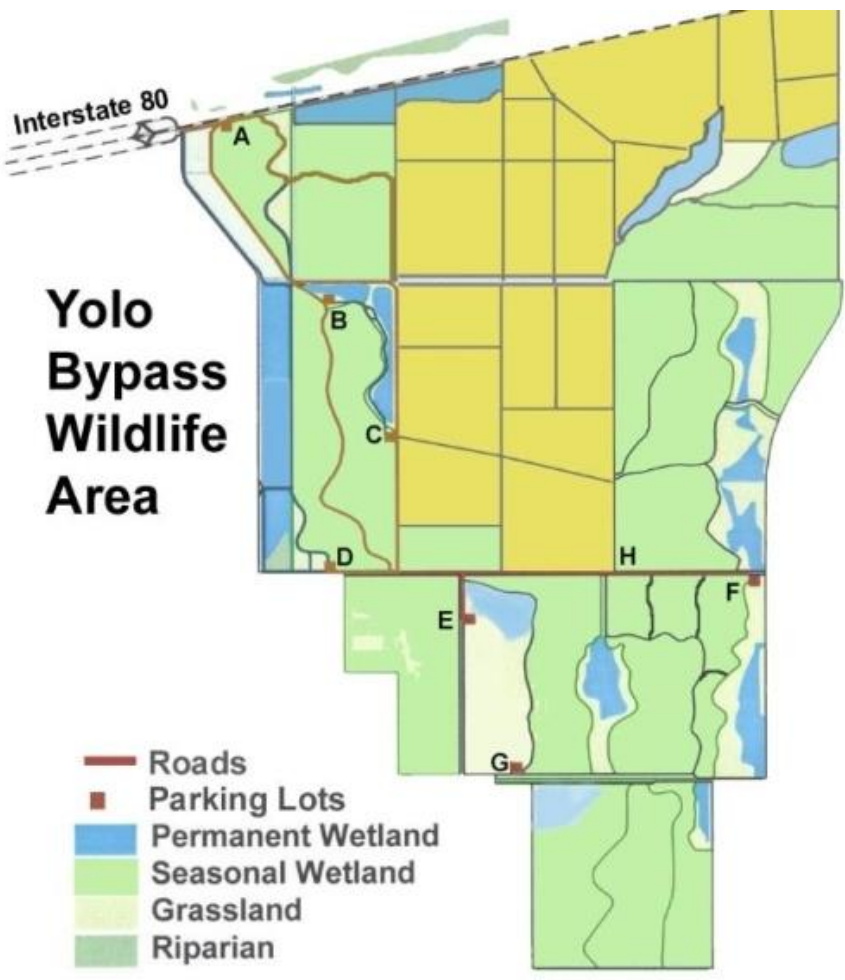 Interstate 80
A
Yolo
Bypass
Wildlife
Area
B
C
D
H
E
F
G
Roads
Parking Lots
Permanent Wetland
Seasonal Wetland
Grassland
Riparian